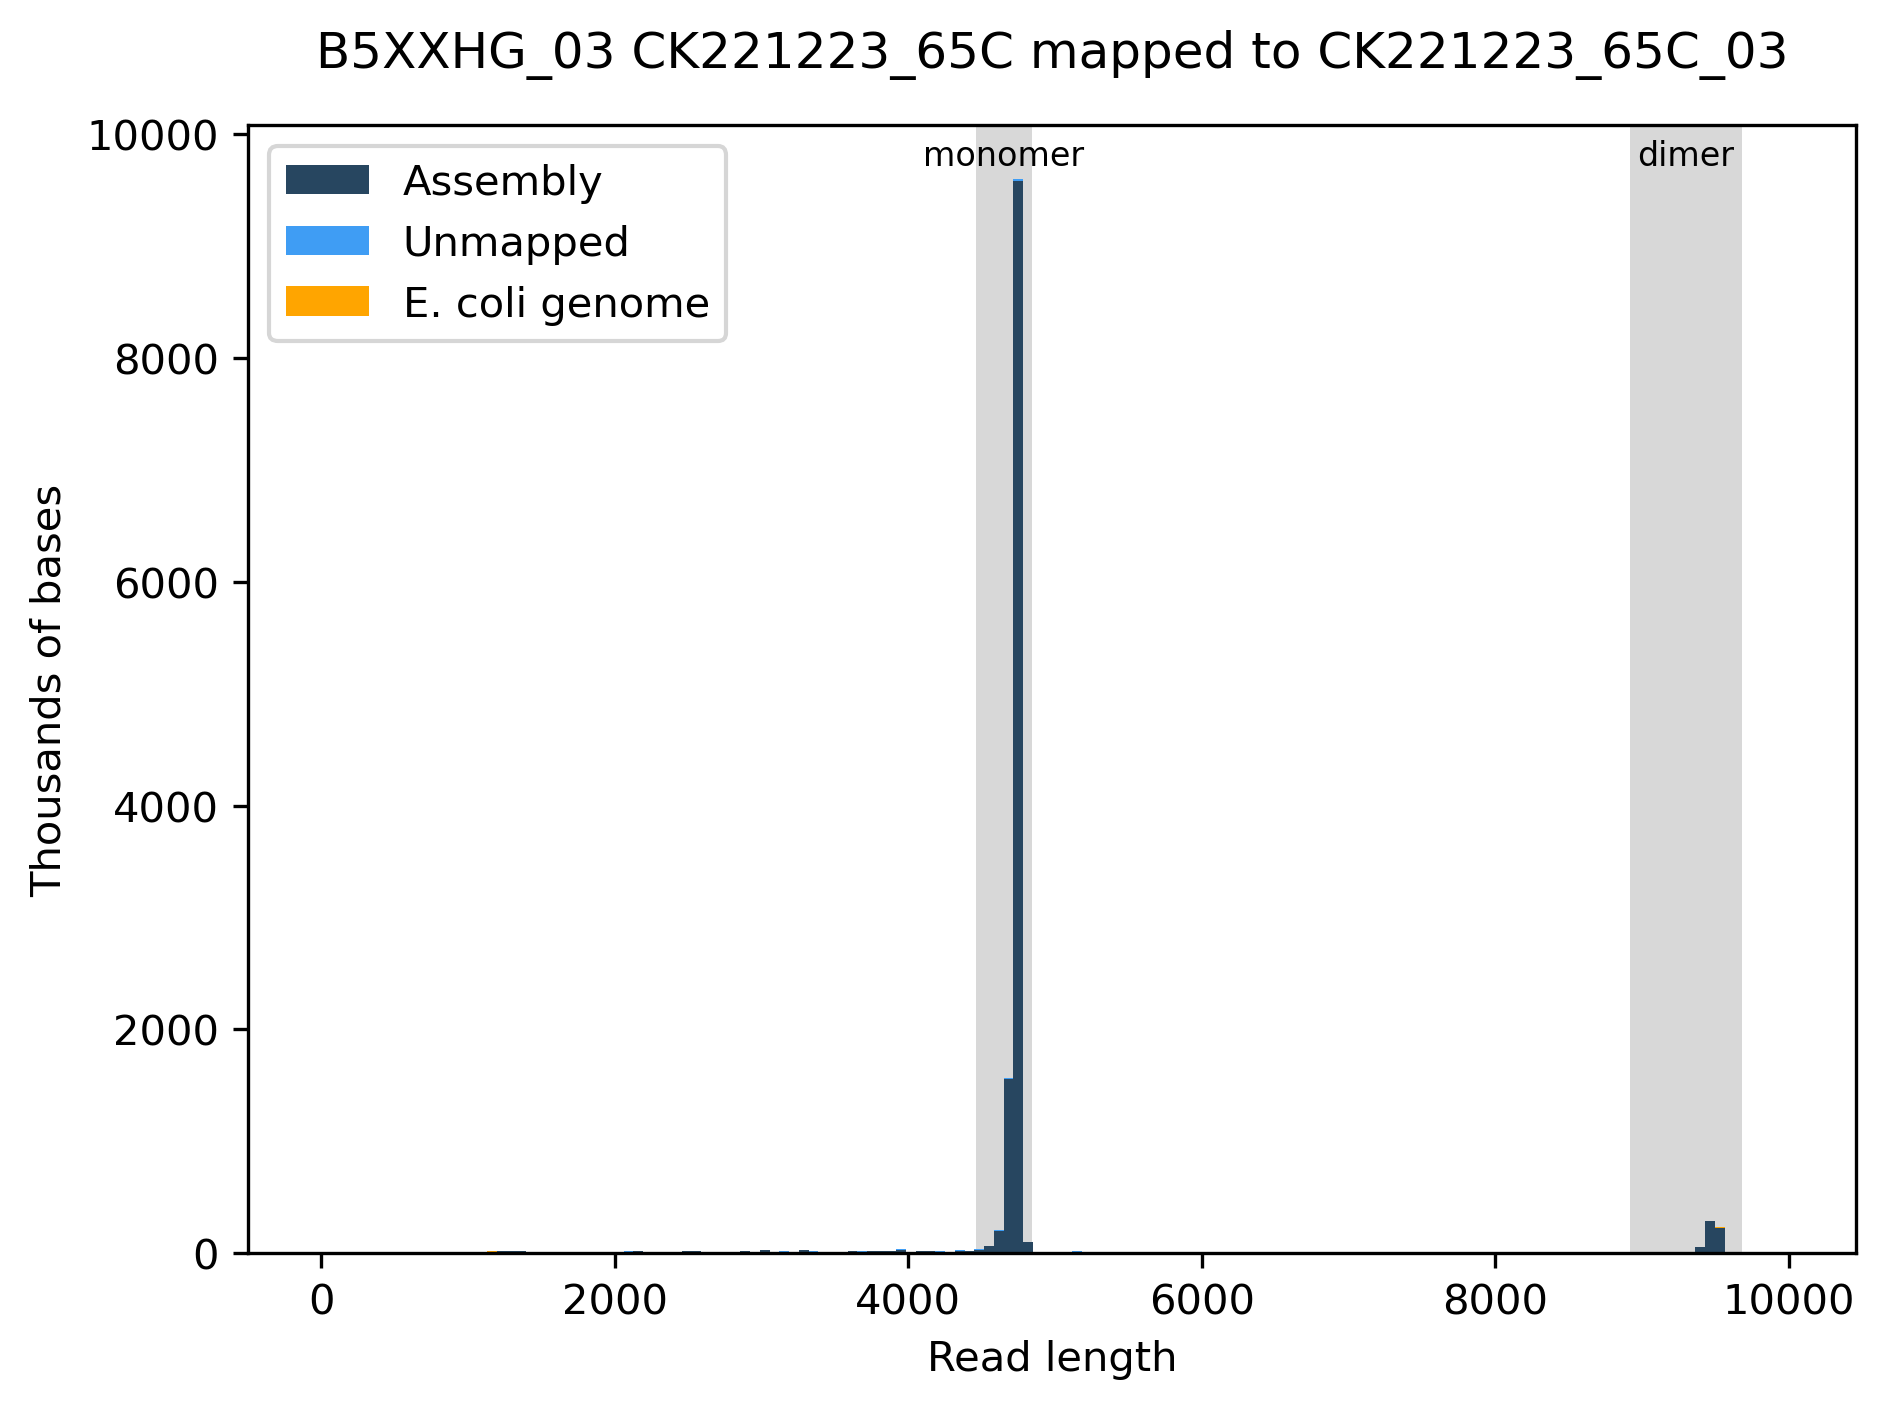 B5XXHG_03 CK221223_65C mapped to CK221223_65C_03
10000
8000
6000
4000
2000
0
Thousands of bases
Assembly
Unmapped
E. coli genome
monomer
dimer
0
2000
4000
6000
8000
10000
Read length